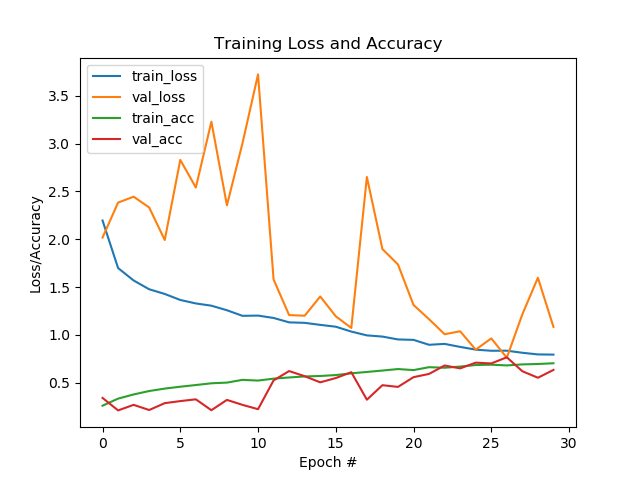 Training Loss and Accuracy
train_loss
val_loss
train_acc
val_acc
3.5
3.0
2.5
2.0
1.5
1.0
0.5
Loss/Accuracy
0 5 10 15 20 25 30
Epoch #